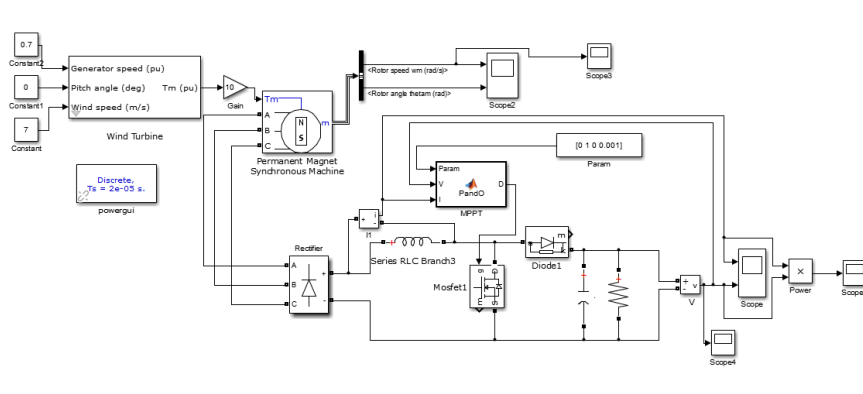 0.7
Constant2
0
Constant1
7
Constant
Generator speed (pu)
Pitch angle (deg)
Wind speed (m/s)
Tm (pu)
Wind Turbine
10
Gain
Tm
A
B
C
m
N
S
Permanent Magnet
Synchronous Machine
<Rotor speed wm (rad/s)>
<Rotor angle thetam (rad)>
Scope2
Scope3
Discrete,
Ts = 2e-05 s.
powergui
[0 1 0 0.001]
Param
Param
V
I
PandO
D
MPPT
+
-
i
I1
Series RLC Branch3
Rectifier
A
B
C
+
-
Mosfet1
g
D
m
S
Diode1
a
m
k
+
-
v
V
Scope
Scope4
×
Power
Scope